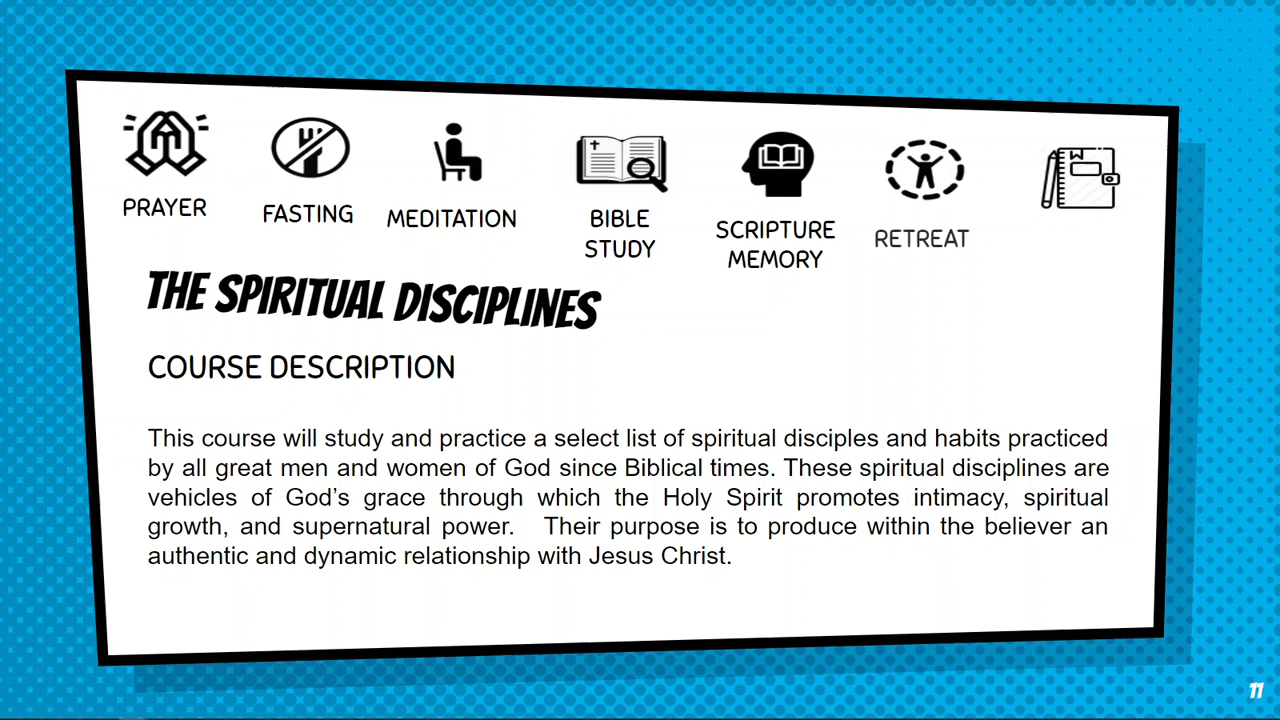 PRAYER
FASTING
MEDITATION
BIBLE
STUDY
SCRIPTURE
MEMORY
RETREAT
THE SPIRITUAL DISCIPLINES
COURSE DESCRIPTION
This course will study and practice a select list of spiritual disciples and habits practiced
by all great men and women of God since Biblical times. These spiritual disciplines are
vehicles of God’s grace through which the Holy Spirit promotes intimacy, spiritual
growth, and supernatural power. Their purpose is to produce within the believer an
authentic and dynamic relationship with Jesus Christ.
11